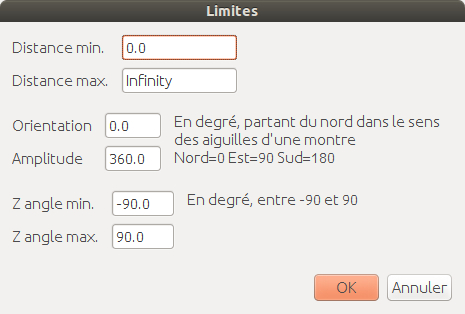 Limites
Distance min. 0.0
Distance max. Infinity
Orientation 0.0 En degré, partant du nord dans le sens
des aiguilles d'une montre
Amplitude 360.0 Nord=0 Est=90 Sud=180
Z angle min. -90.0 En degré, entre -90 et 90
Z angle max. 90.0
OK Annuler